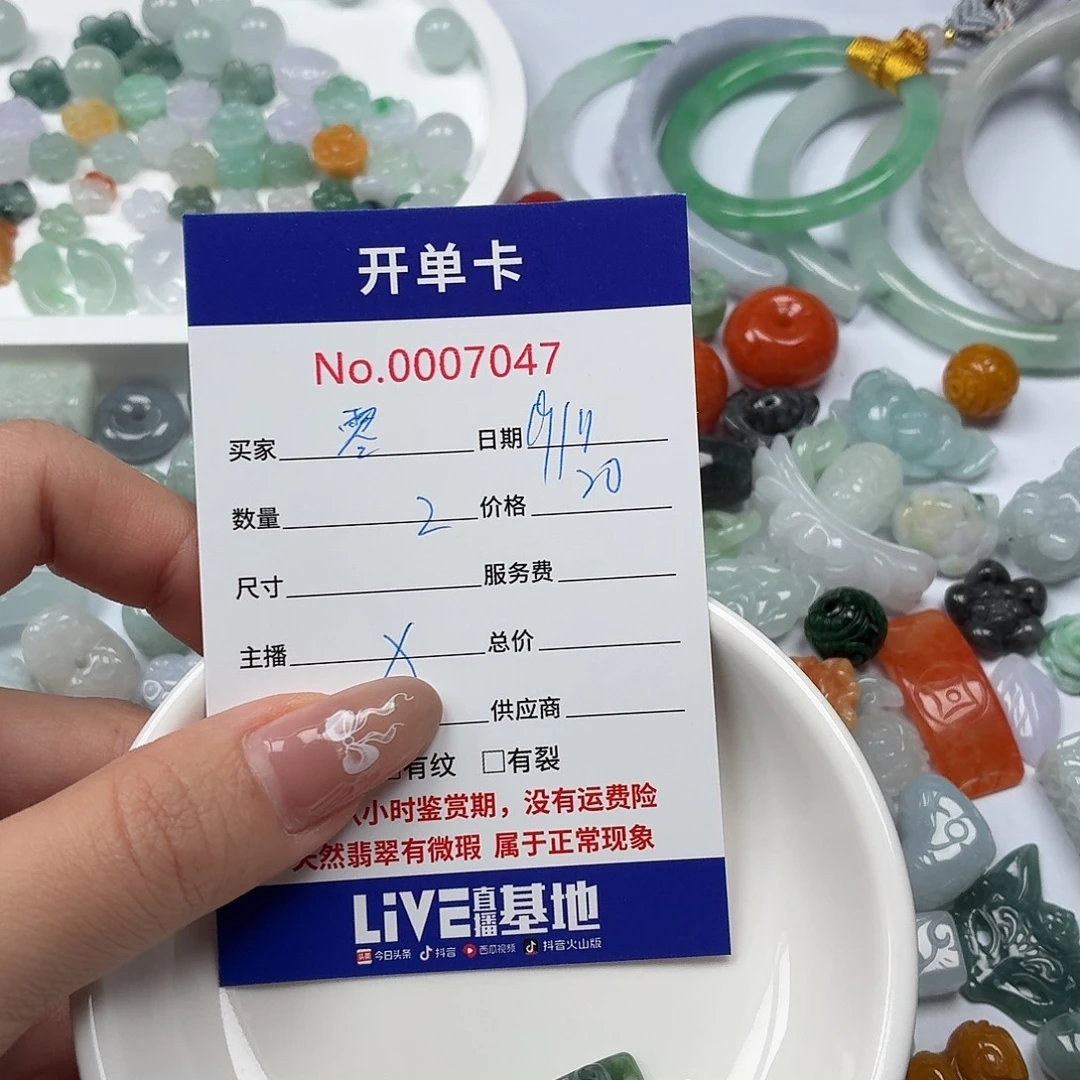 开单卡
No.0007047
买家 日期
数量 2 价格 20
尺寸 服务费
主播 X 总价
供应商
有纹 □有裂
小时鉴赏期，没有运费险
天然翡翠有微瑕 属于正常现象
LiVE直播基地
头条 今日头条 抖音 西瓜视频 抖音火山版